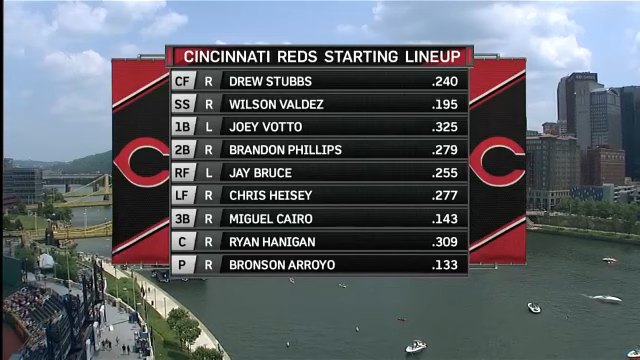 CINCINNATI REDS STARTING LINEUP
CF R DREW STUBBS .240
SS R WILSON VALDEZ .195
1B L JOEY VOTTO .325
2B R BRANDON PHILLIPS .279
RF L JAY BRUCE .255
LF R CHRIS HEISEY .277
3B R MIGUEL CAIRO .143
C R RYAN HANIGAN .309
P R BRONSON ARROYO .133